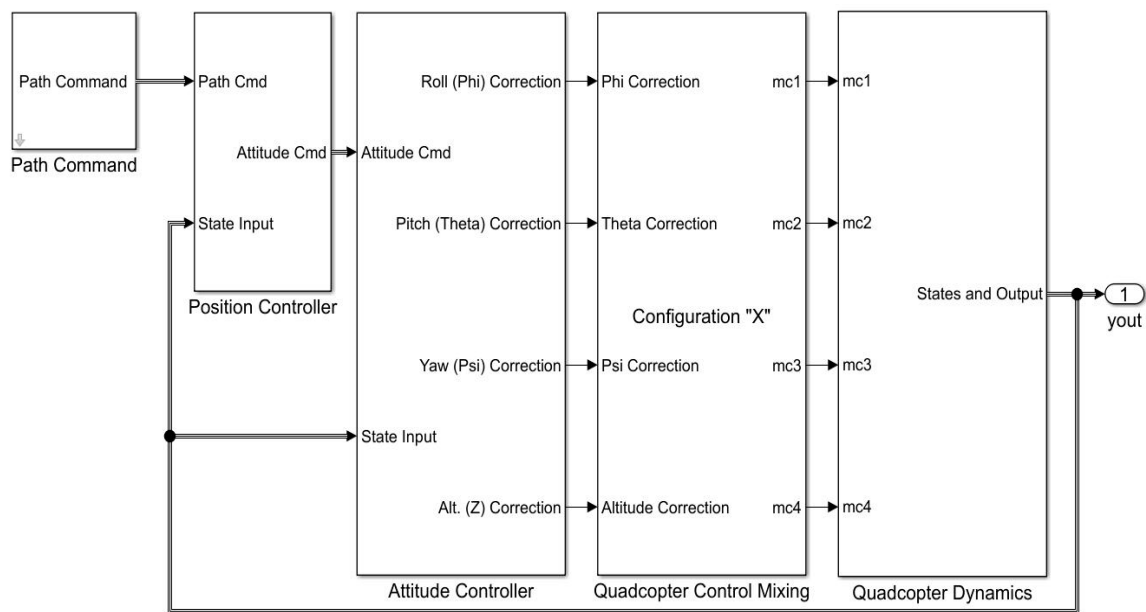 Path Command
Path Command
Path Cmd
Attitude Cmd
State Input
Position Controller
Roll (Phi) Correction
Attitude Cmd
Pitch (Theta) Correction
Yaw (Psi) Correction
State Input
Alt. (Z) Correction
Attitude Controller
Phi Correction
mc1
Theta Correction
mc2
Configuration "X"
Psi Correction
mc3
Altitude Correction
mc4
Quadcopter Control Mixing
mc1
mc2
States and Output
mc3
mc4
Quadcopter Dynamics
1
yout